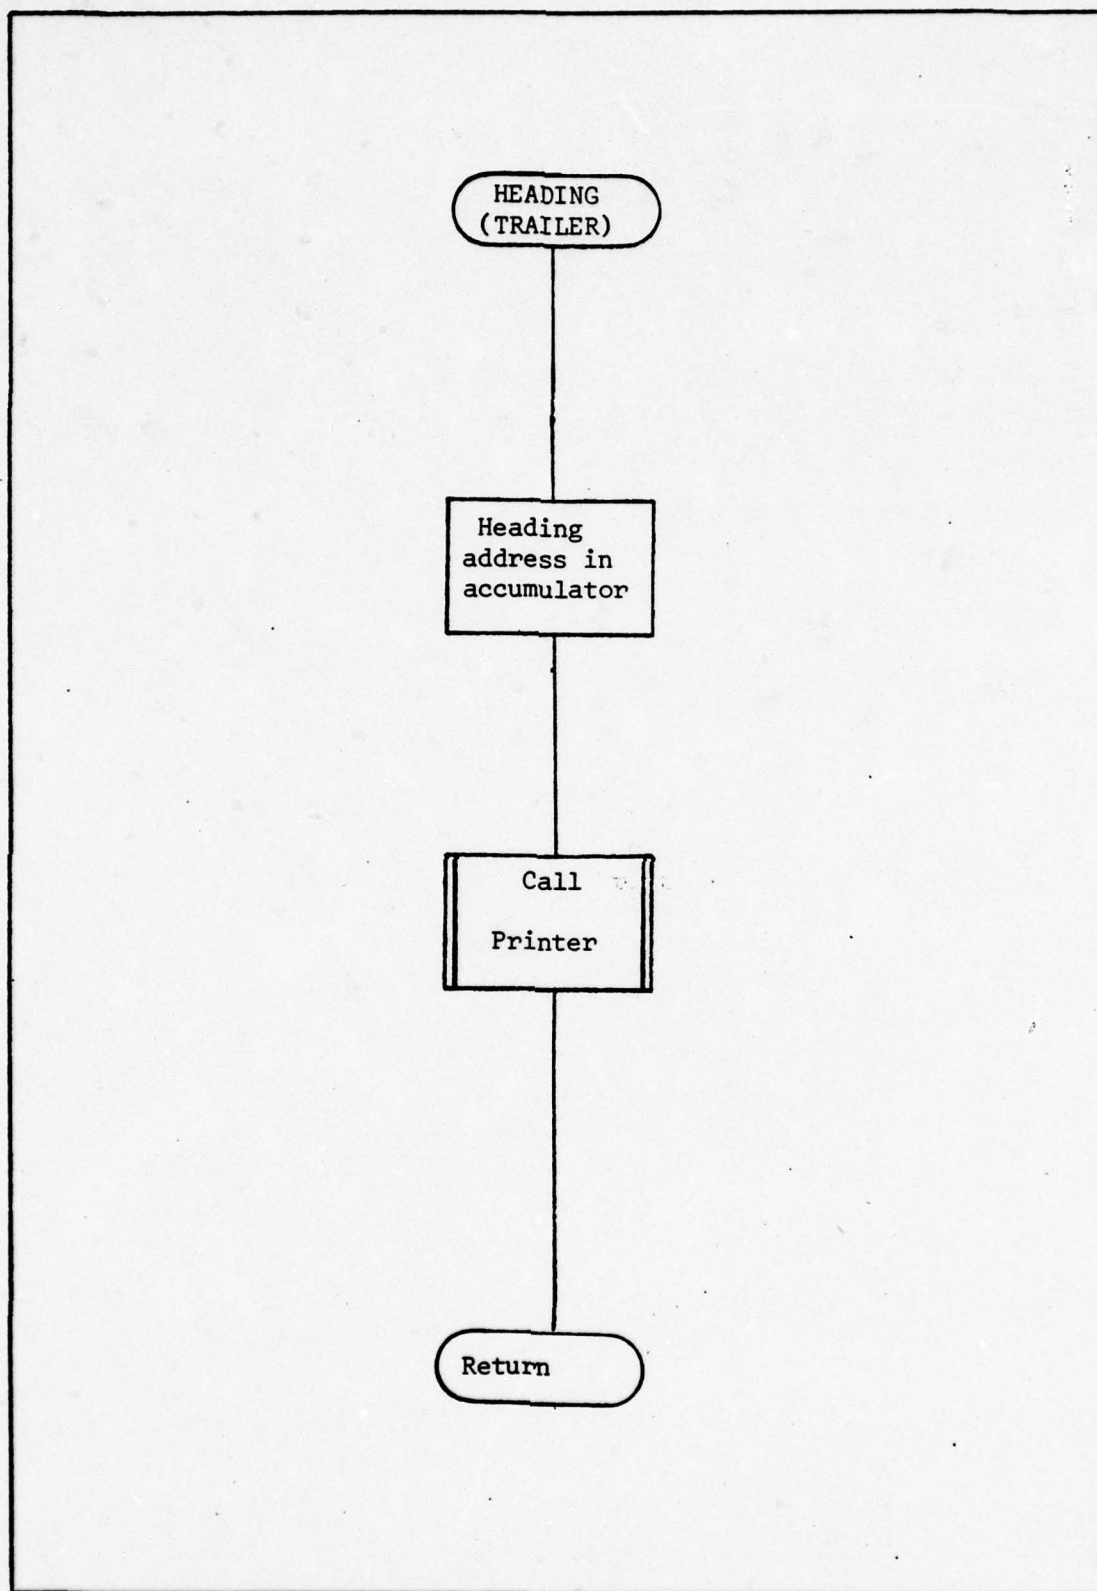 HEADING
(TRAILER)
Heading
address in
accumulator
Call
Printer
Return